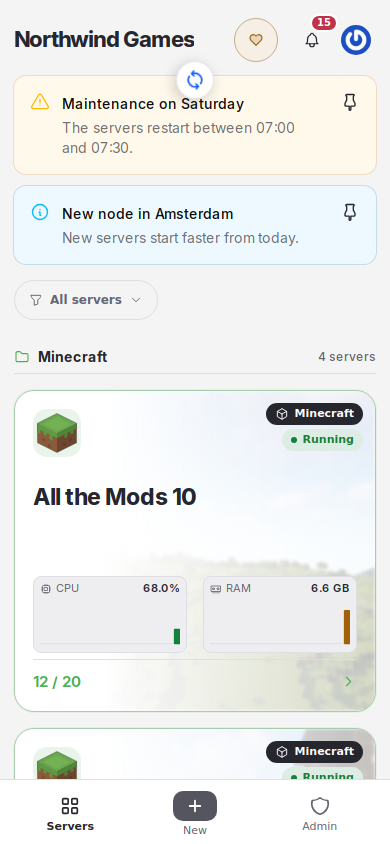 Northwind Games
15
Maintenance on Saturday
The servers restart between 07:00
and 07:30.
New node in Amsterdam
New servers start faster from today.
All servers
Minecraft
4 servers
Minecraft
Running
All the Mods 10
CPU
68.0%
RAM
6.6 GB
12 / 20
Minecraft
Running
Servers
New
Admin